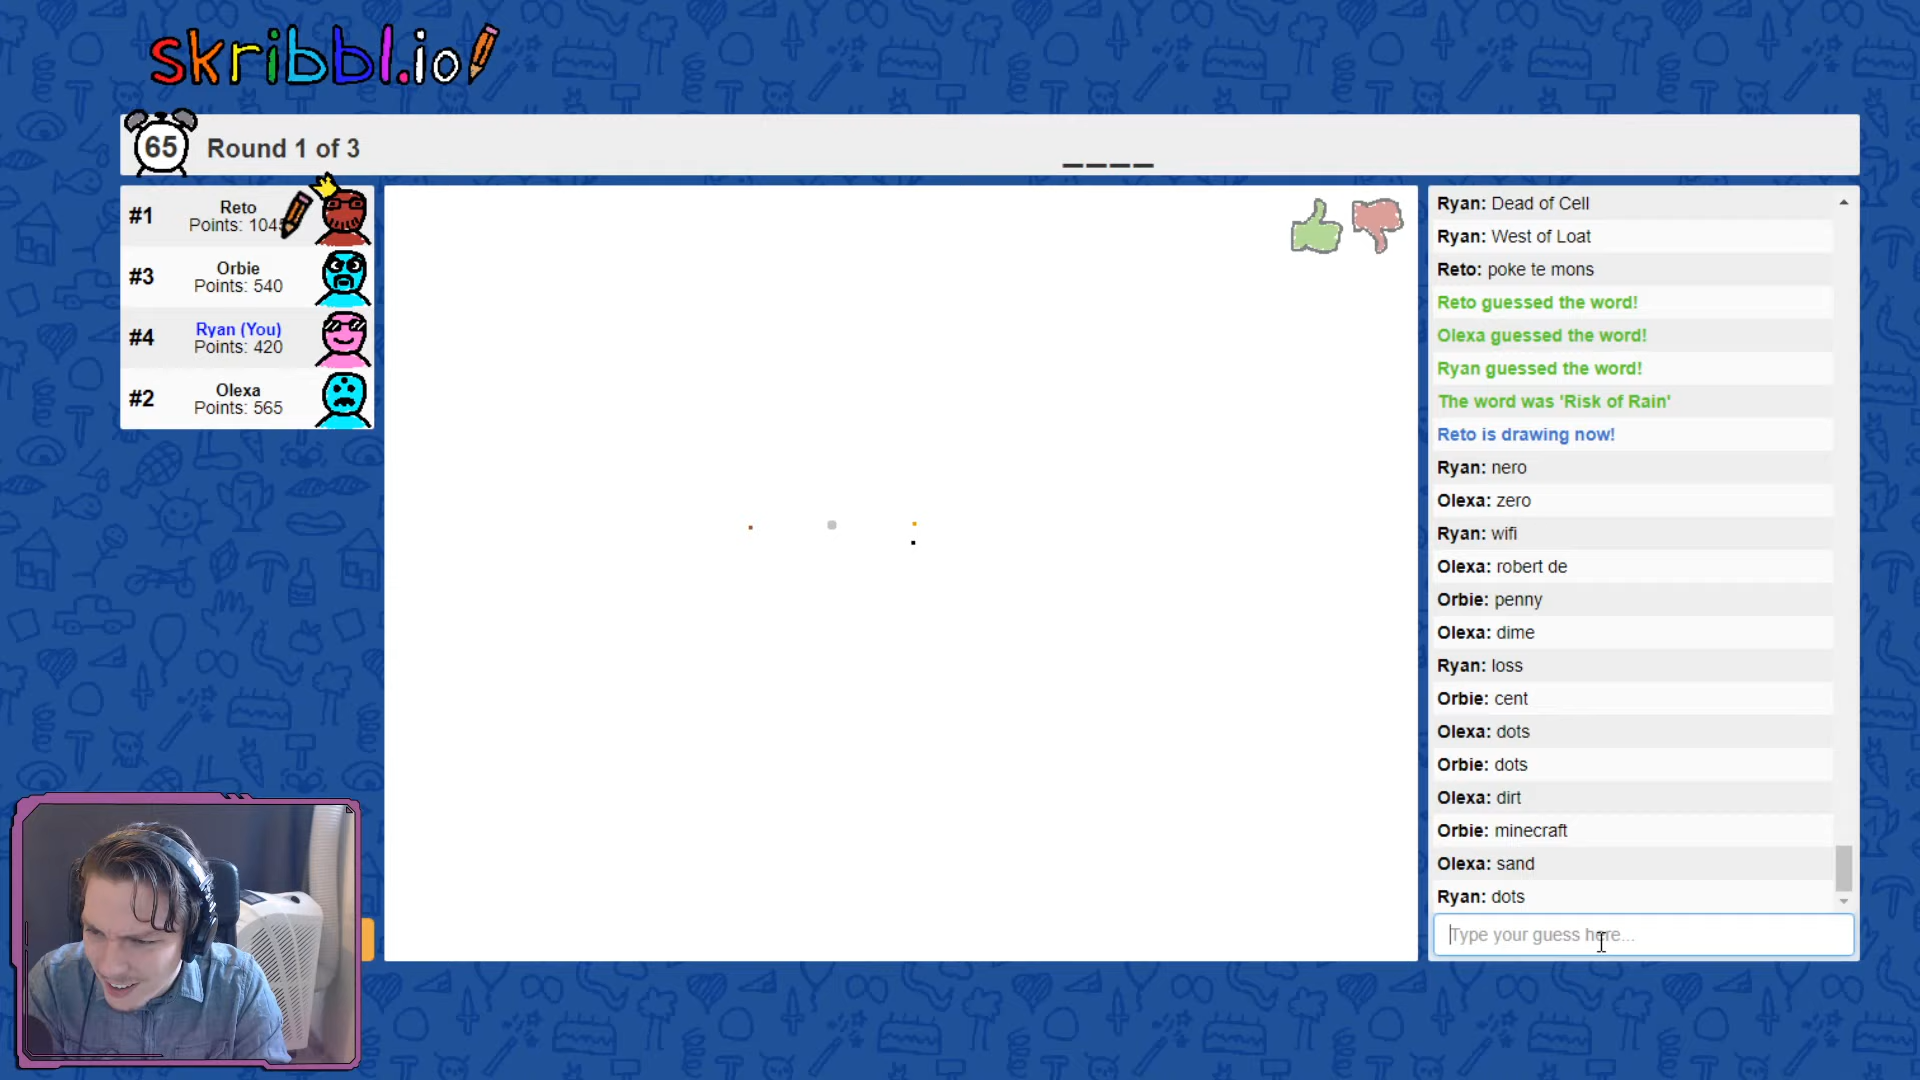 skribbl.io
65
Round 1 of 3
____
#1
Reto
Points: 1045
#3
Orbie
Points: 540
#4
Ryan (You)
Points: 420
#2
Olexa
Points: 565
Ryan: Dead of Cell
Ryan: West of Loat
Reto: poke te mons
Reto guessed the word!
Olexa guessed the word!
Ryan guessed the word!
The word was 'Risk of Rain'
Reto is drawing now!
Ryan: nero
Olexa: zero
Ryan: wifi
Olexa: robert de
Orbie: penny
Olexa: dime
Ryan: loss
Orbie: cent
Olexa: dots
Orbie: dots
Olexa: dirt
Orbie: minecraft
Olexa: sand
Ryan: dots
Type your guess here...